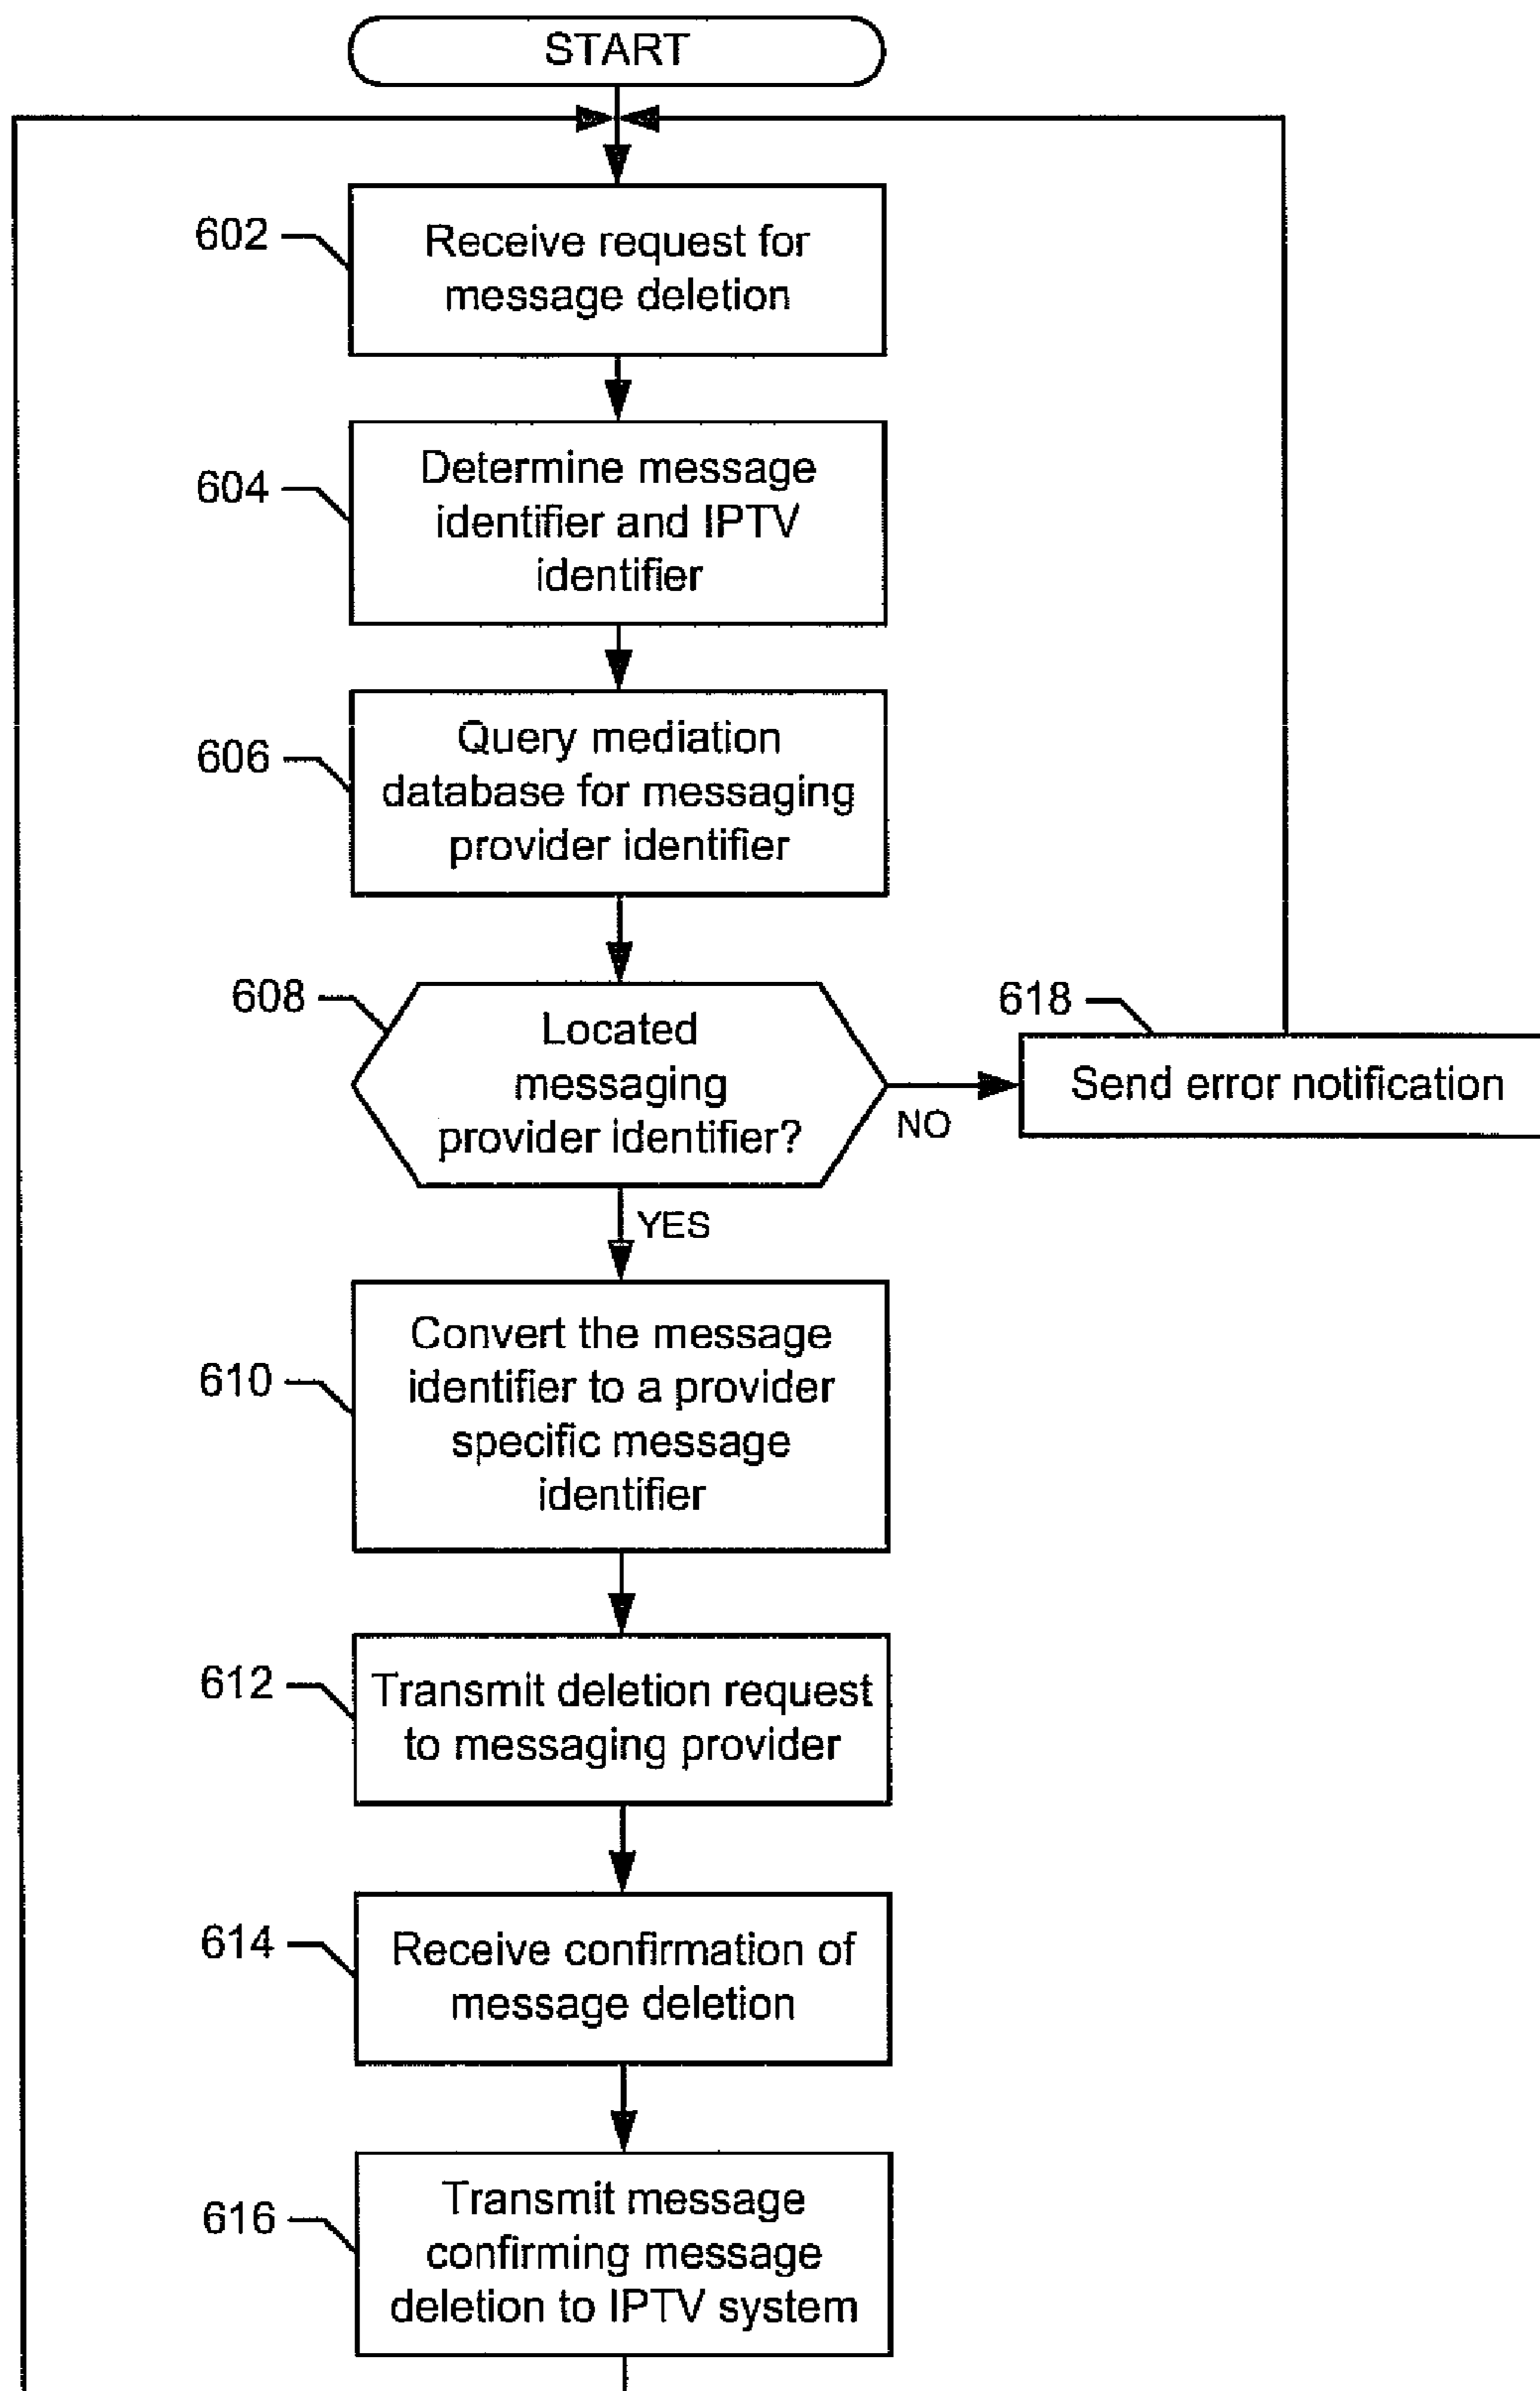 START
602
Receive request for
message deletion
604
Determine message
identifier and IPTV
identifier
606
Query mediation
database for messaging
provider identifier
608
Located
messaging
provider identifier?
NO
618
Send error notification
YES
610
Convert the message
identifier to a provider
specific message
identifier
612
Transmit deletion request
to messaging provider
614
Receive confirmation of
message deletion
616
Transmit message
confirming message
deletion to IPTV system